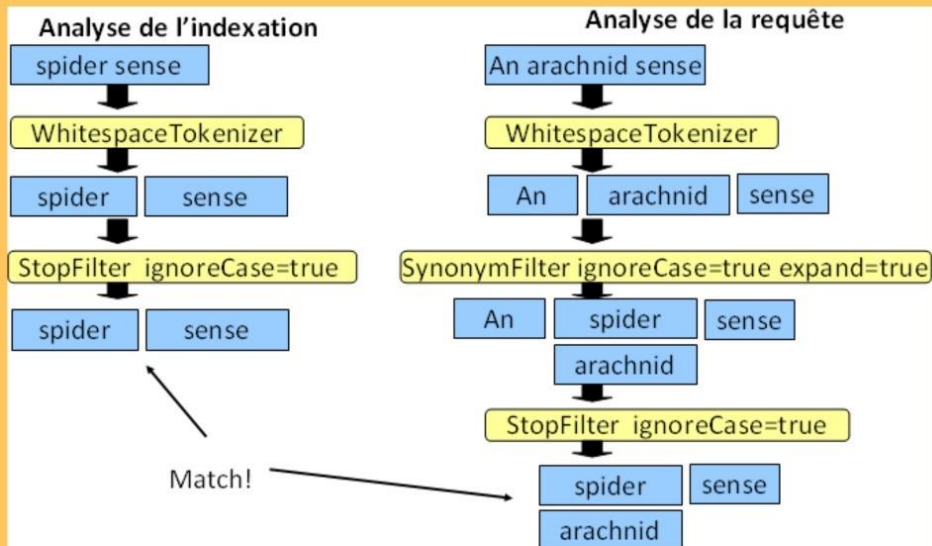 Analyse de l’indexation
spider sense
WhitespaceTokenizer
spider sense
StopFilter ignoreCase=true
spider sense
Match!
Analyse de la requête
An arachnid sense
WhitespaceTokenizer
An arachnid sense
SynonymFilter ignoreCase=true expand=true
An spider sense
arachnid
StopFilter ignoreCase=true
spider sense
arachnid